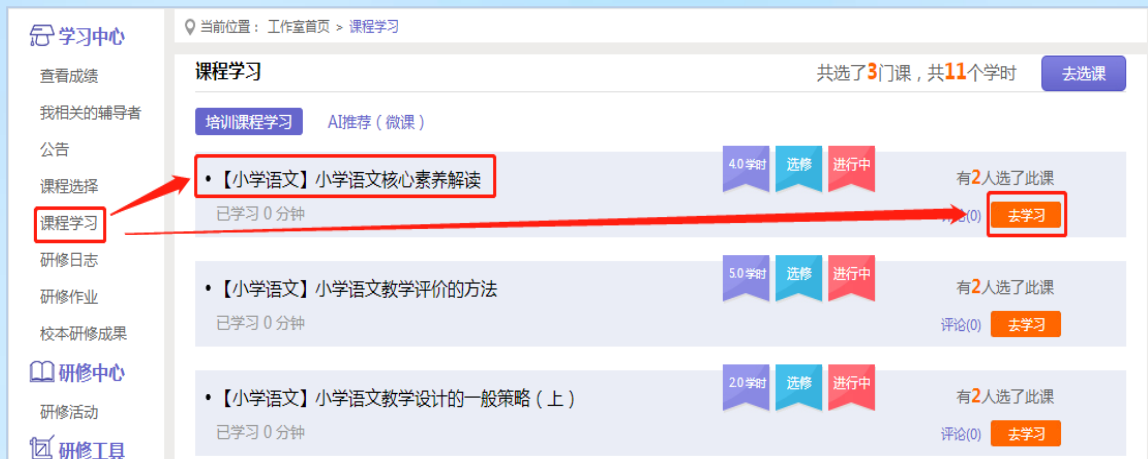 学习中心
查看成绩
我相关的辅导者
公告
课程选择
课程学习
研修日志
研修作业
校本研修成果
研修中心
研修活动
研修工具
当前位置： 工作室首页 > 课程学习
课程学习
共选了3门课，共11个学时
去选课
培训课程学习
AI推荐（微课）
•【小学语文】小学语文核心素养解读
4.0学时
选修
进行中
有2人选了此课
已学习 0 分钟
评论(0)
去学习
•【小学语文】小学语文教学评价的方法
5.0学时
选修
进行中
有2人选了此课
已学习 0 分钟
评论(0)
去学习
•【小学语文】小学语文教学设计的一般策略（上）
2.0学时
选修
进行中
有2人选了此课
已学习 0 分钟
评论(0)
去学习